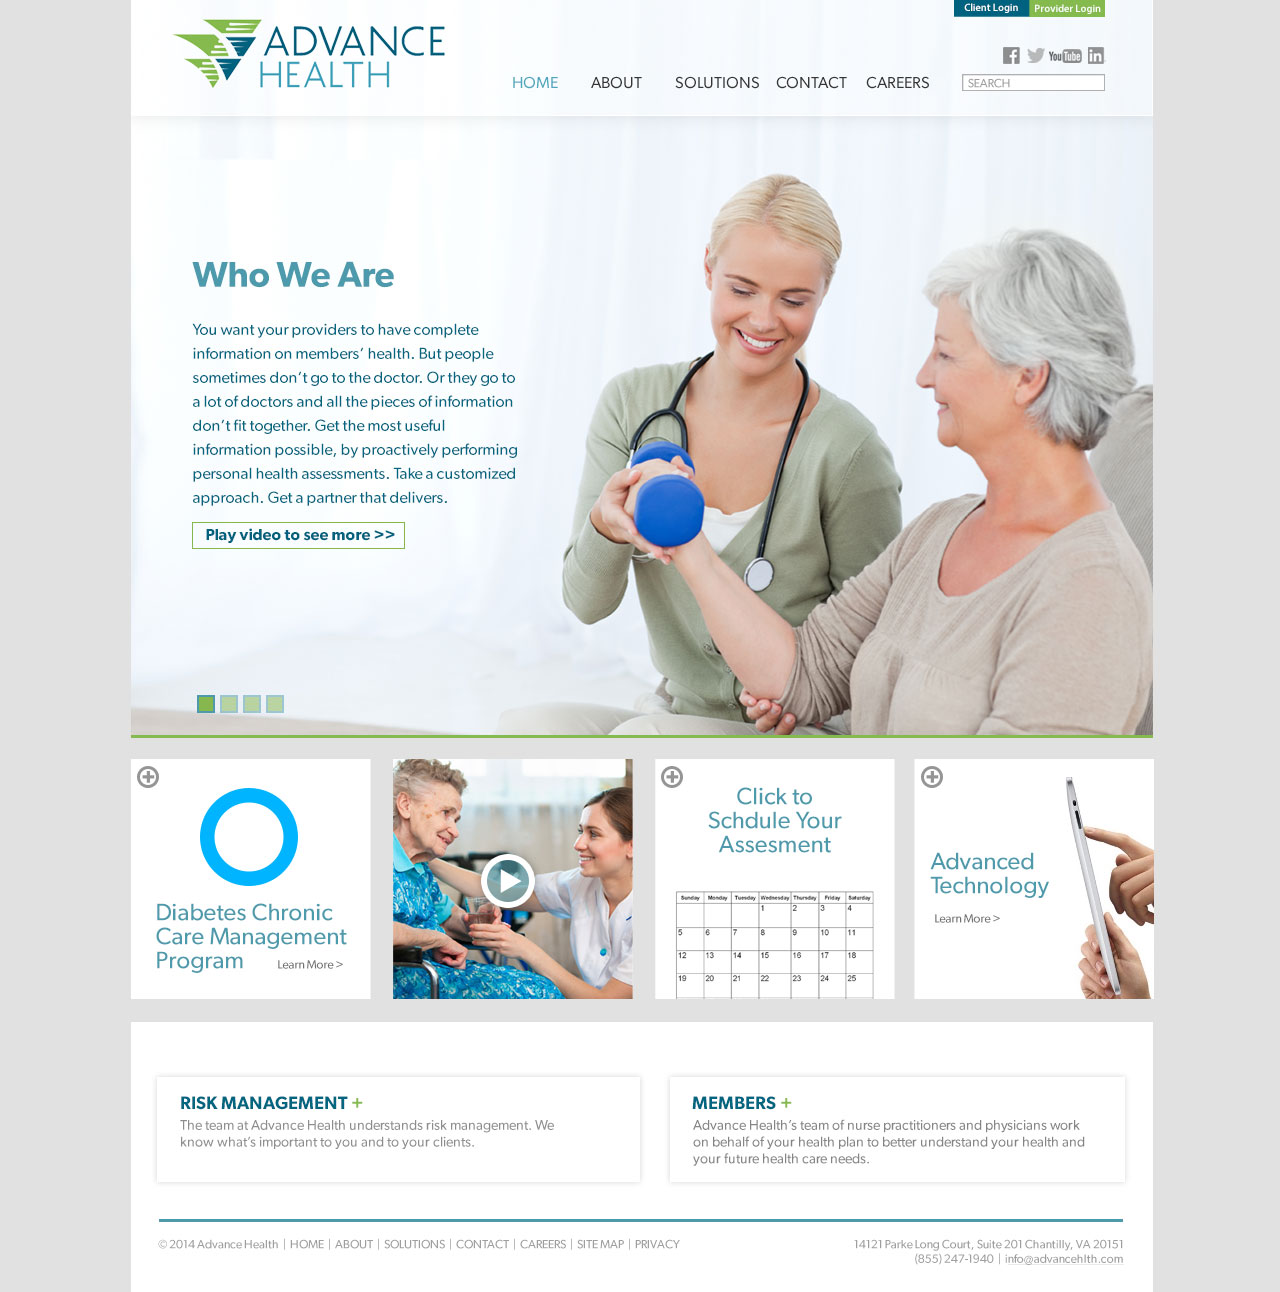 Client Login
Provider Login
ADVANCE
HEALTH
You Tube
in
HOME
ABOUT
SOLUTIONS
CONTACT
CAREERS
SEARCH
Who We Are
You want your providers to have complete
information on members’ health. But people
sometimes don’t go to the doctor. Or they go to
a lot of doctors and all the pieces of information
don’t fit together. Get the most useful
information possible, by proactively performing
personal health assessments. Take a customized
approach. Get a partner that delivers.
Play video to see more >>
Diabetes Chronic
Care Management
Program
Learn More >
Click to
Schdule Your
Assesment
Sunday Monday Tuesday Wednesday Thursday Friday Saturday
1 2 3 4
5 6 7 8 9 10 11
12 13 14 15 16 17 18
19 20 21 22 23 24 25
Advanced
Technology
Learn More >
RISK MANAGEMENT +
The team at Advance Health understands risk management. We
know what’s important to you and to your clients.
MEMBERS +
Advance Health’s team of nurse practitioners and physicians work
on behalf of your health plan to better understand your health and
your future health care needs.
© 2014 Advance Health | HOME | ABOUT | SOLUTIONS | CONTACT | CAREERS | SITE MAP | PRIVACY
14121 Parke Long Court, Suite 201 Chantilly, VA 20151
(855) 247-1940 | info@advancehlth.com